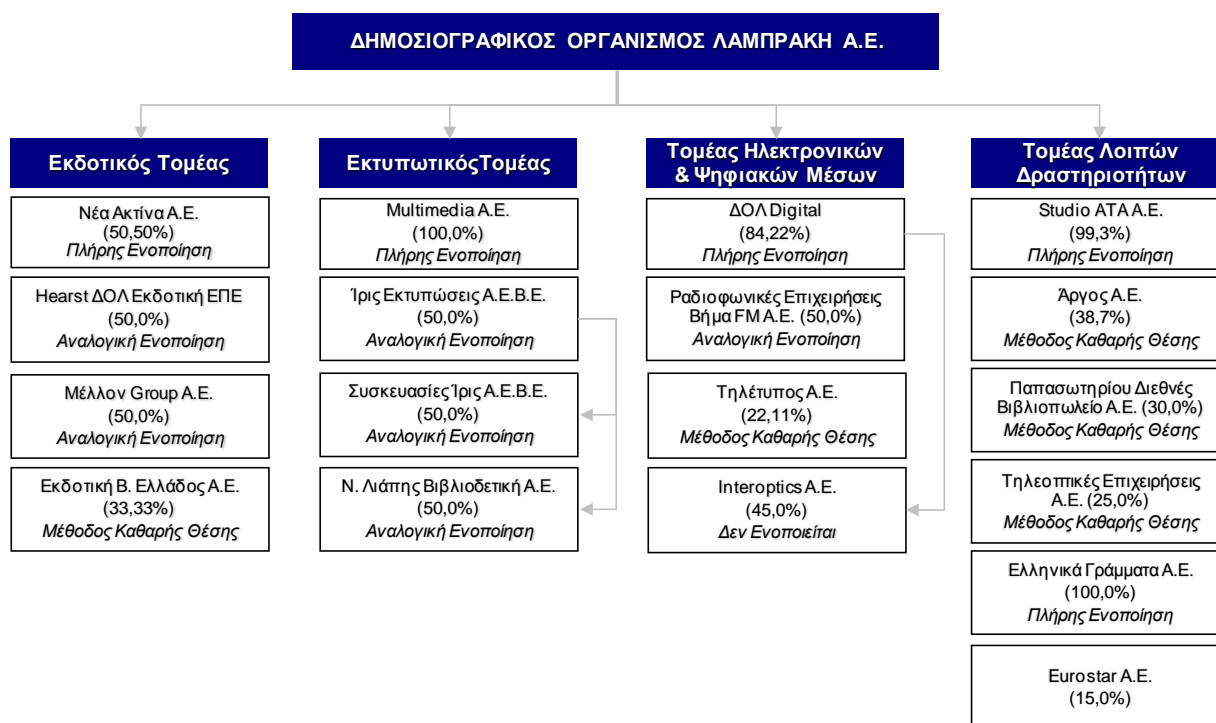 ΔΗΜΟΣΙΟΓΡΑΦΙΚΟΣ ΟΡΓΑΝΙΣΜΟΣ ΛΑΜΠΡΑΚΗ Α.Ε.
Εκδοτικός Τομέας
Νέα Ακτίνα Α.Ε.
(50,50%)
Πλήρης Ενοποίηση
Hearst ΔΟΛ Εκδοτική ΕΠΕ
(50,0%)
Αναλογική Ενοποίηση
Μέλλον Group Α.Ε.
(50,0%)
Αναλογική Ενοποίηση
Εκδοτική Β. Ελλάδος Α.Ε.
(33,33%)
Μέθοδος Καθαρής Θέσης
Εκτυπωτικός Τομέας
Multimedia Α.Ε.
(100,0%)
Πλήρης Ενοποίηση
Ίρις Εκτυπώσεις Α.Ε.Β.Ε.
(50,0%)
Αναλογική Ενοποίηση
Συσκευασίες Ίρις Α.Ε.Β.Ε.
(50,0%)
Αναλογική Ενοποίηση
Ν. Λιάπης Βιβλιοδετική Α.Ε.
(50,0%)
Αναλογική Ενοποίηση
Τομέας Ηλεκτρονικών
& Ψηφιακών Μέσων
ΔΟΛ Digital
(84,22%)
Πλήρης Ενοποίηση
Ραδιοφωνικές Επιχειρήσεις
Βήμα FM Α.Ε. (50,0%)
Αναλογική Ενοποίηση
Τηλέτυπος Α.Ε.
(22,11%)
Μέθοδος Καθαρής Θέσης
Interoptics Α.Ε.
(45,0%)
Δεν Ενοποιείται
Τομέας Λοιπών
Δραστηριοτήτων
Studio ATA Α.Ε.
(99,3%)
Πλήρης Ενοποίηση
Άργος Α.Ε.
(38,7%)
Μέθοδος Καθαρής Θέσης
Παπασωτηρίου Διεθνές
Βιβλιοπωλείο Α.Ε. (30,0%)
Μέθοδος Καθαρής Θέσης
Τηλεοπτικές Επιχειρήσεις
Α.Ε. (25,0%)
Μέθοδος Καθαρής Θέσης
Ελληνικά Γράμματα Α.Ε.
(100,0%)
Πλήρης Ενοποίηση
Eurostar Α.Ε.
(15,0%)